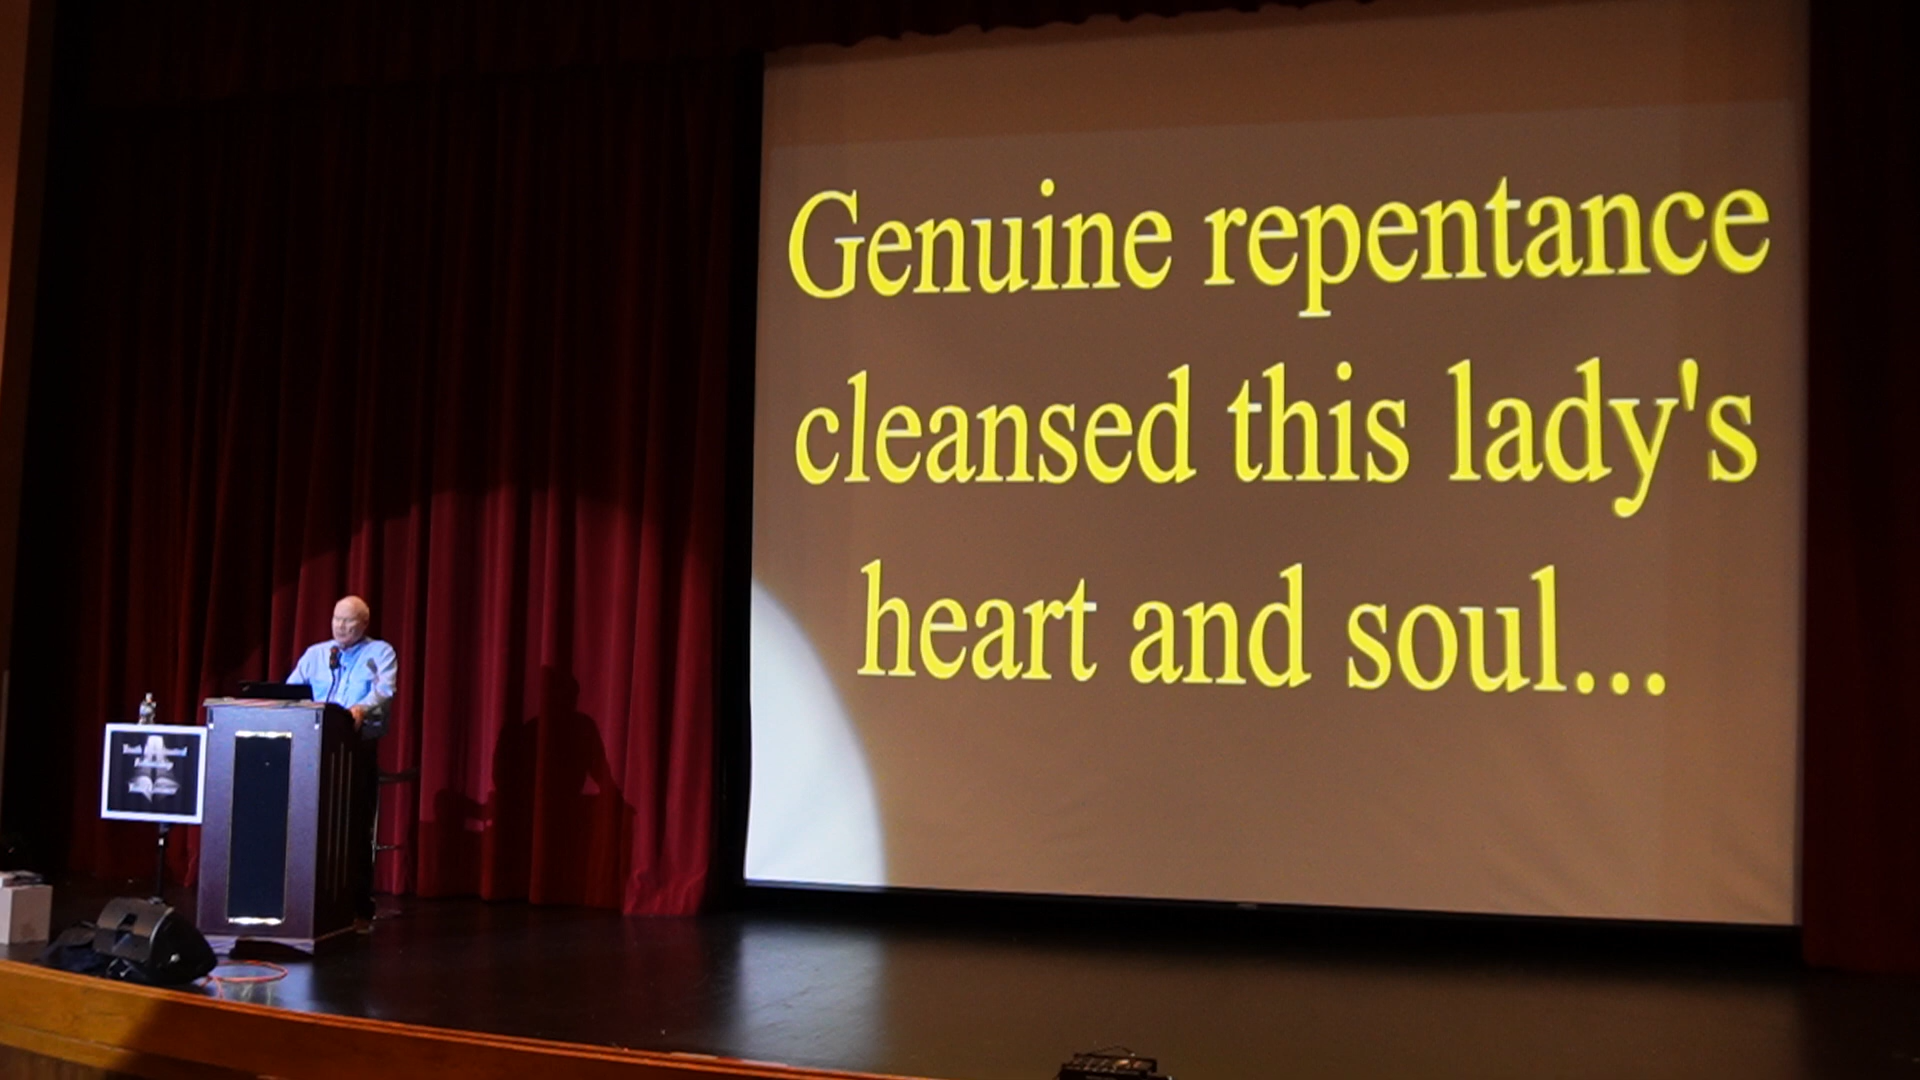 Genuine repentance
cleansed this lady's
heart and soul...